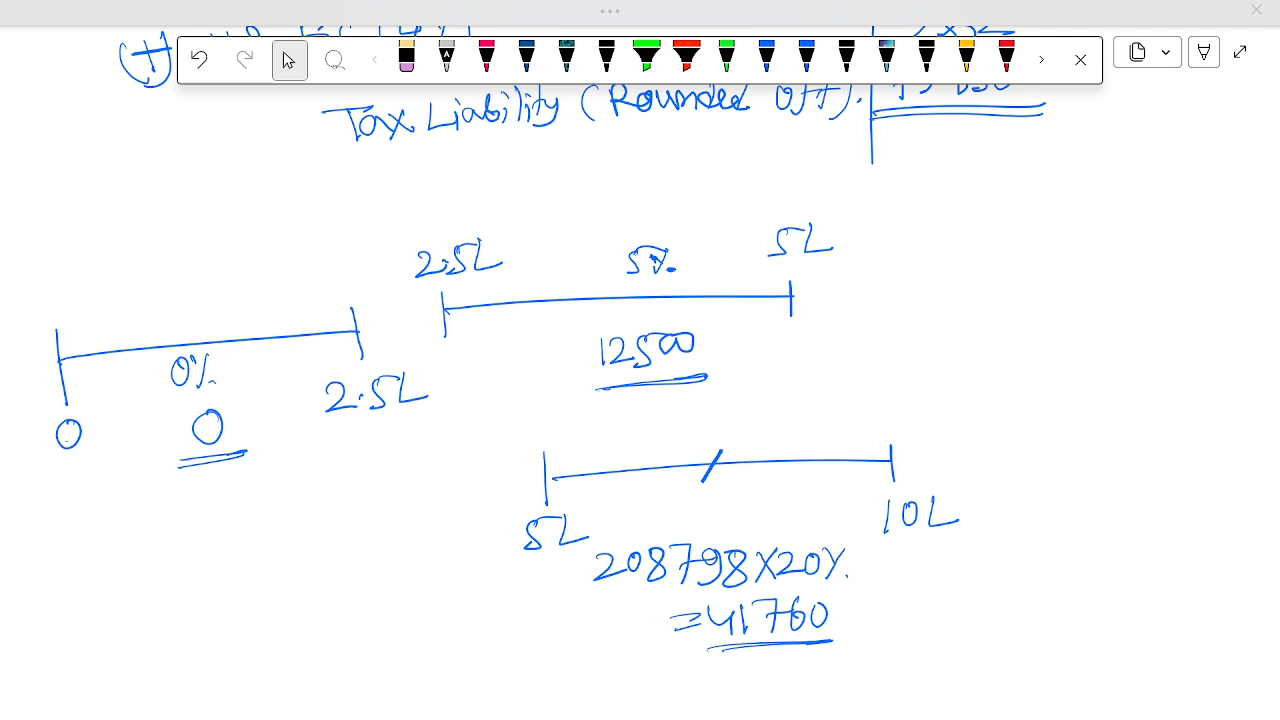 Tax Liability (Rounded Off).
2.5L 5% 5L
0% 12500
0 0 2.5L
5L 10L
208798X20%.
=41760